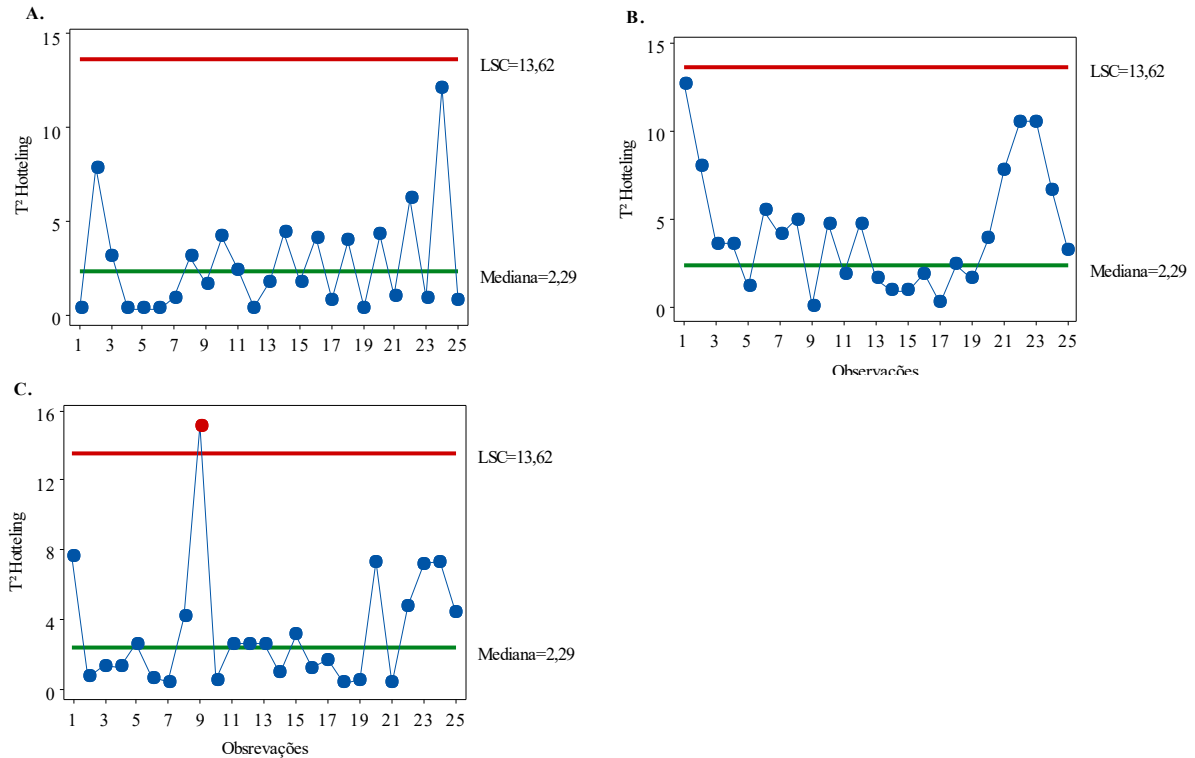 A.
15
10
5
0
T² Hotteling
LSC=13,62
Mediana=2,29
1 3 5 7 9 11 13 15 17 19 21 23 25
B.
15
10
5
0
T² Hotteling
LSC=13,62
Mediana=2,29
1 3 5 7 9 11 13 15 17 19 21 23 25
Observações
C.
16
12
8
4
0
T² Hotteling
LSC=13,62
Mediana=2,29
1 3 5 7 9 11 13 15 17 19 21 23 25
Obsrevações